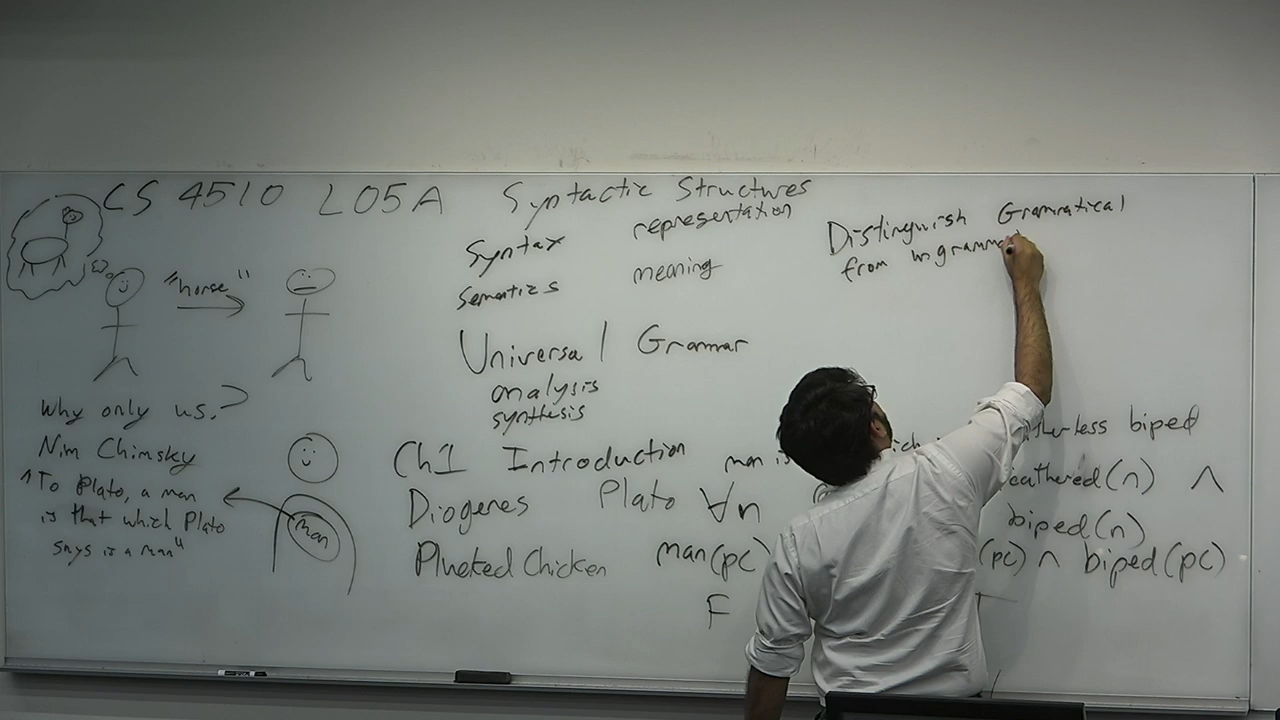 CS 4510 L05A Syntactic Structures
Syntax representation
Semantics meaning
Universal Grammar
analysis
synthesis
Distinguish Grammatical
from ungramma
"horse"
Why only us?
Nim Chimsky
"To Plato, a man
is that which Plato
says is a man"
man
Ch1 Introduction
Diogenes Plato
Plucked Chicken
man is biped
∀n eathered(n) ∧
biped(n)
man(pc) (pc) ∧ biped(pc)
F